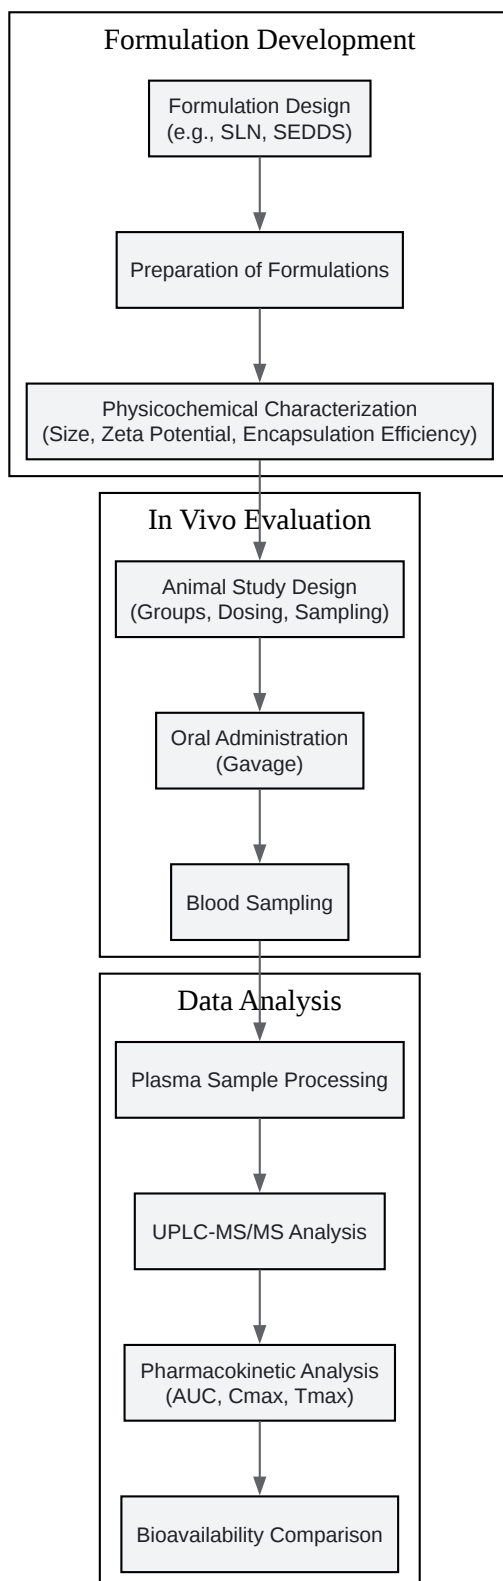 Formulation Development
Formulation Design
(e.g., SLN, SEDDS)
Preparation of Formulations
Physicochemical Characterization
(Size, Zeta Potential, Encapsulation Efficiency)
In Vivo Evaluation
Animal Study Design
(Groups, Dosing, Sampling)
Oral Administration
(Gavage)
Blood Sampling
Data Analysis
Plasma Sample Processing
UPLC-MS/MS Analysis
Pharmacokinetic Analysis
(AUC, Cmax, Tmax)
Bioavailability Comparison